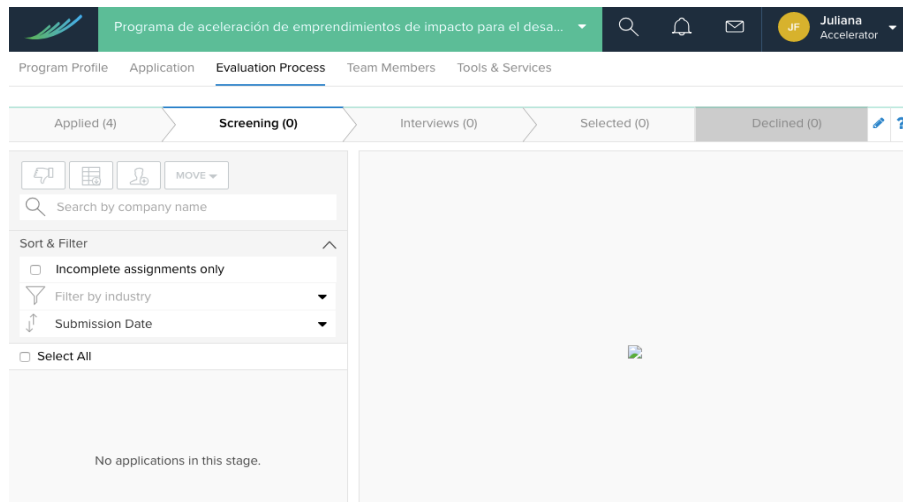 Programa de aceleración de emprendimientos de impacto para el desa...
JF
Juliana
Accelerator
Program Profile Application Evaluation Process Team Members Tools & Services
Applied (4) Screening (0) Interviews (0) Selected (0) Declined (0) ?
MOVE
Search by company name
Sort & Filter
Incomplete assignments only
Filter by industry
Submission Date
Select All
No applications in this stage.